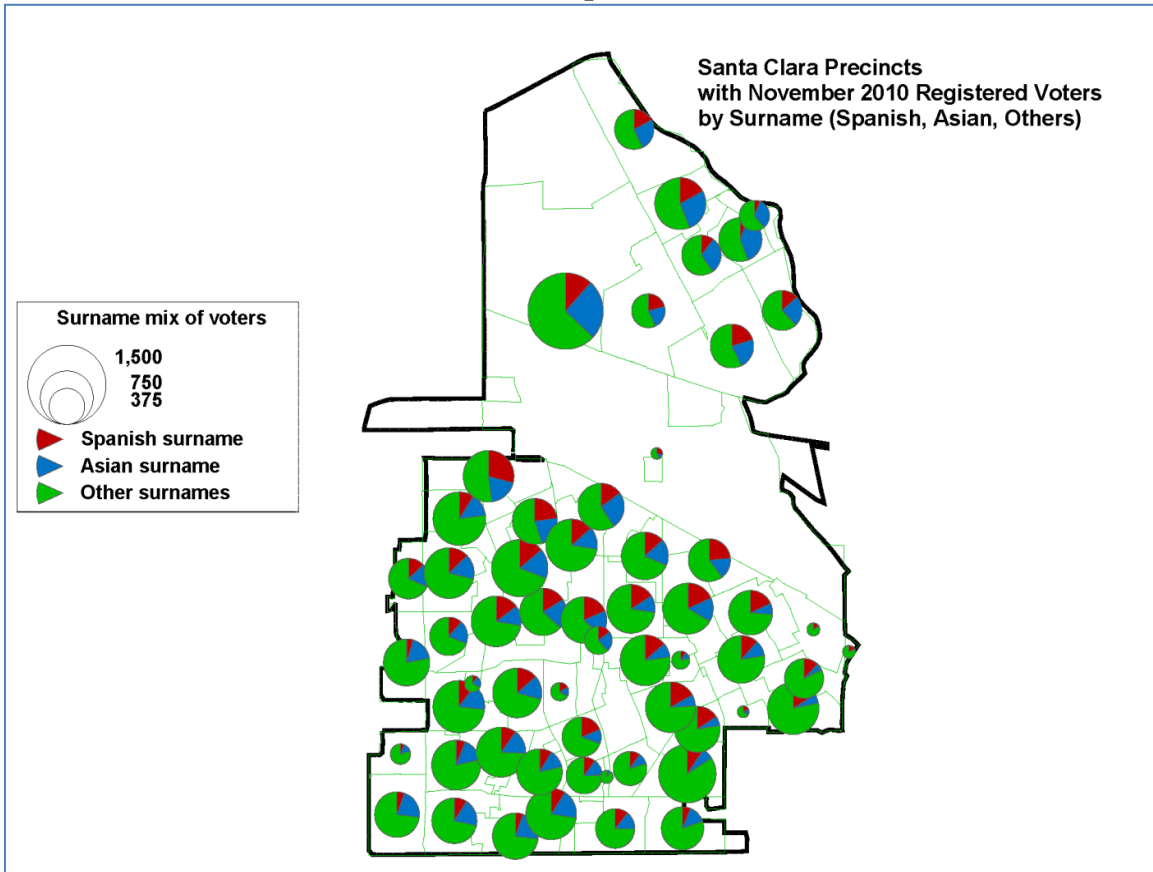 Santa Clara Precincts
with November 2010 Registered Voters
by Surname (Spanish, Asian, Others)
Surname mix of voters
1,500
750
375
Spanish surname
Asian surname
Other surnames